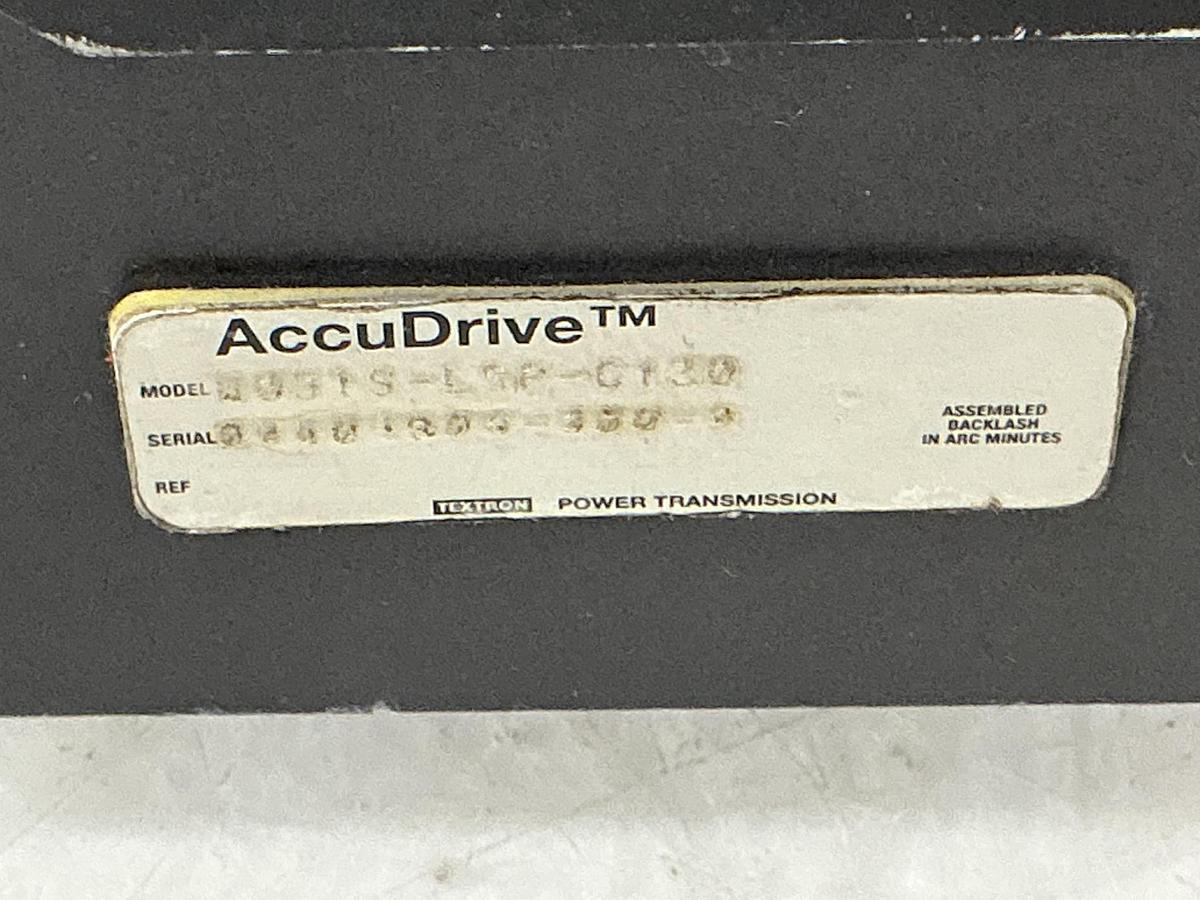 AccuDrive™
MODEL
SERIAL
REF
ASSEMBLED
BACKLASH
IN ARC MINUTES
TEXTRON POWER TRANSMISSION